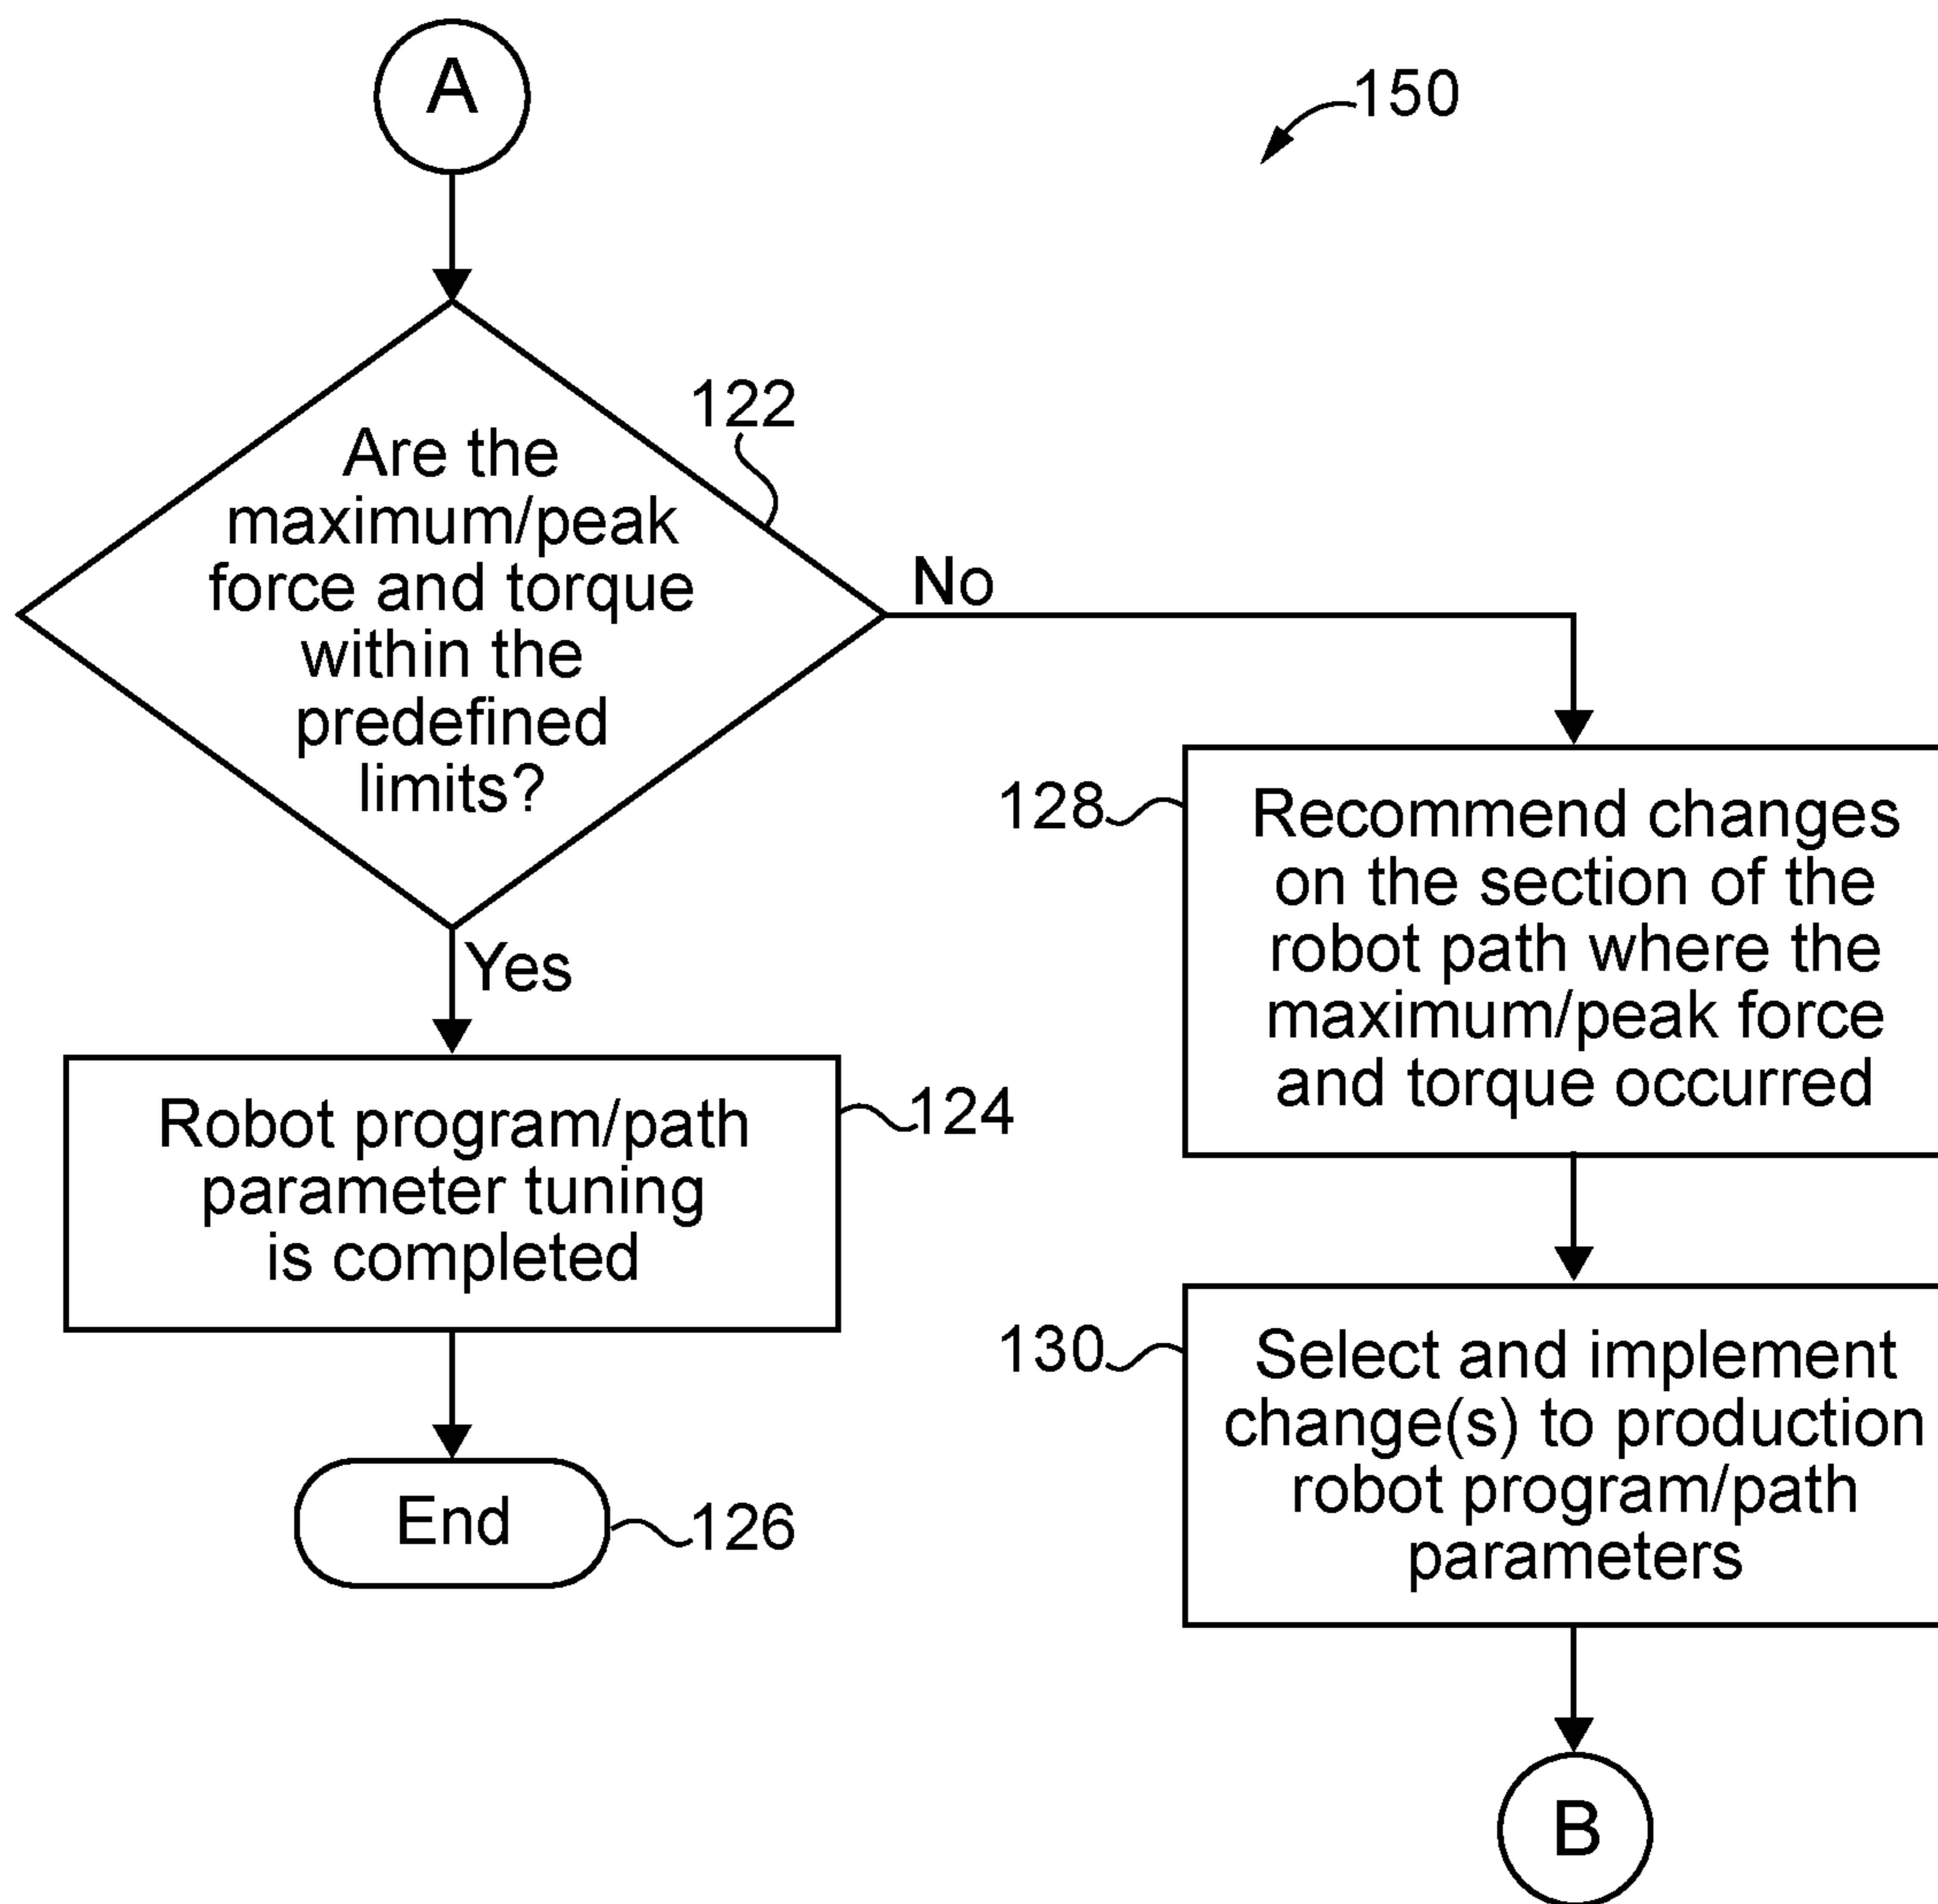 A
150
122
Are the
maximum/peak
force and torque
within the
predefined
limits?
No
Yes
128
Recommend changes
on the section of the
robot path where the
maximum/peak force
and torque occurred
Robot program/path
parameter tuning
is completed
124
130
Select and implement
change(s) to production
robot program/path
parameters
End
126
B